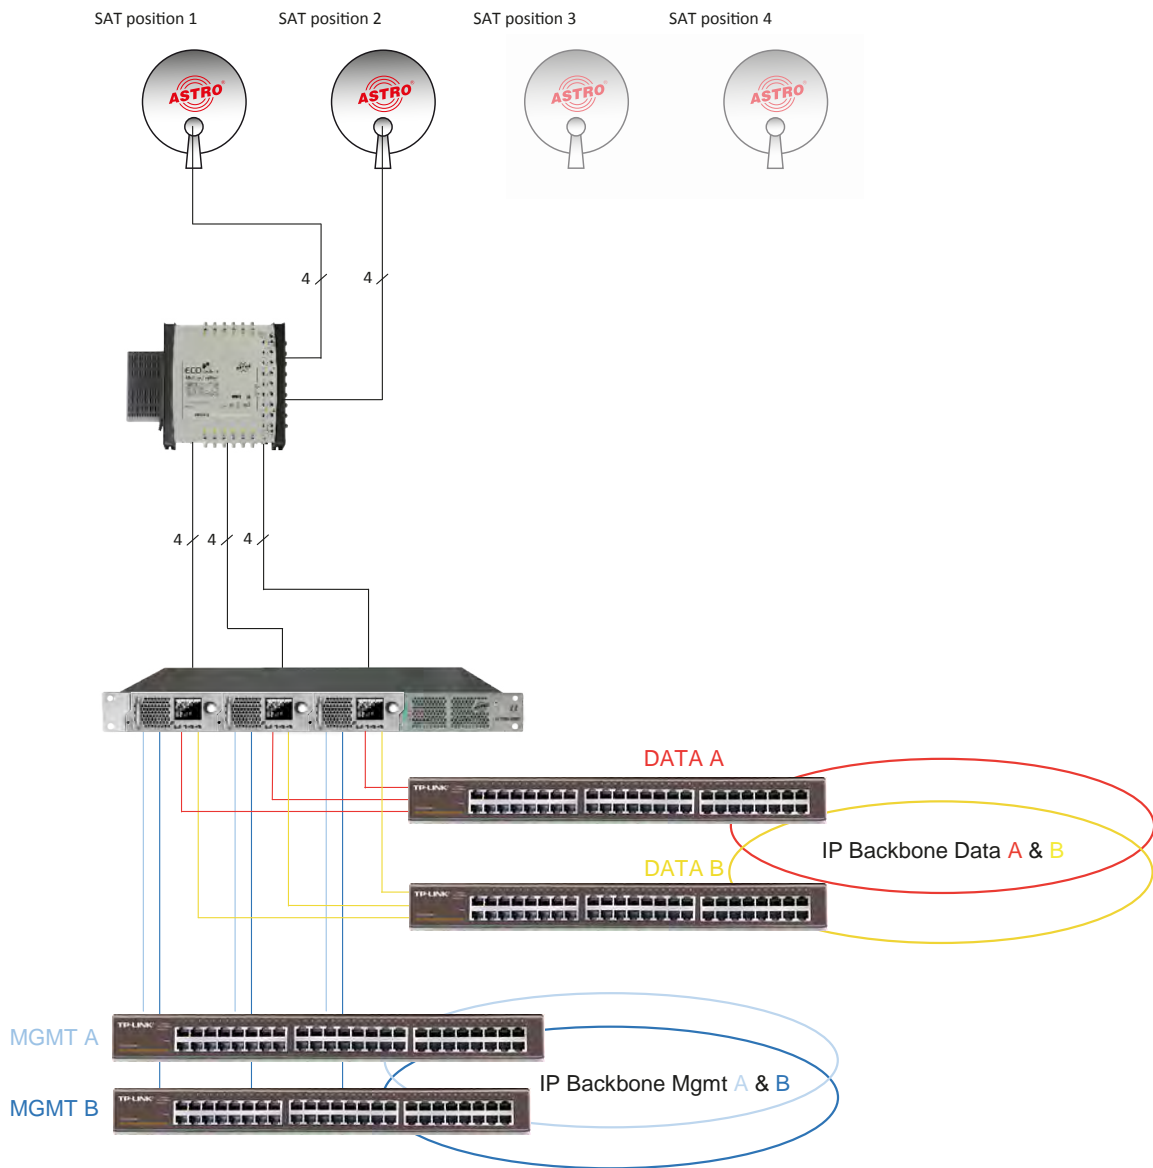 SAT position 1
SAT position 2
SAT position 3
SAT position 4
ASTRO®
ASTRO®
ASTRO®
ASTRO®
4
4
ECO
4
4
4
DATA A
TP-LINK
IP Backbone Data A & B
DATA B
TP-LINK
MGMT A
TP-LINK
IP Backbone Mgmt A & B
MGMT B
TP-LINK